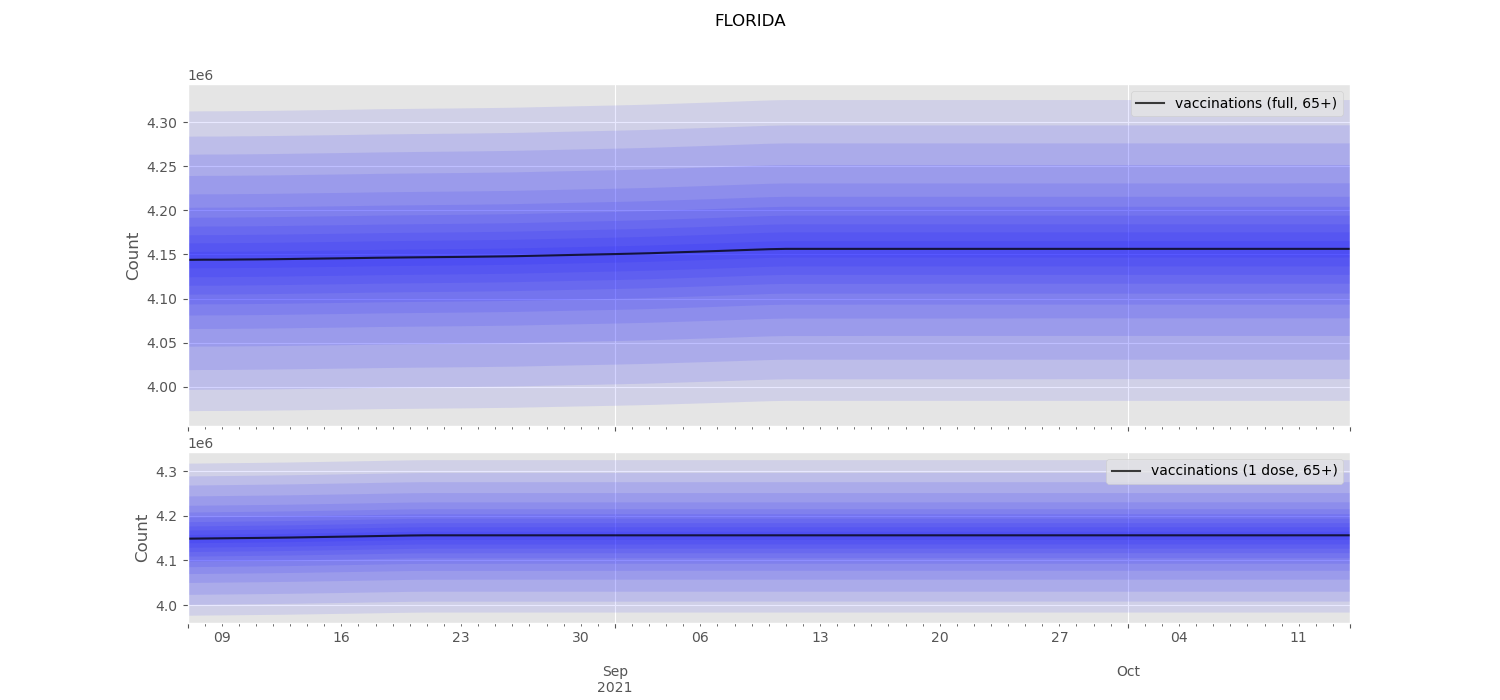 FLORIDA
1e6
vaccinations (full, 65+)
4.30
4.25
4.20
4.15
4.10
4.05
4.00
Count
1e6
vaccinations (1 dose, 65+)
4.3
4.2
4.1
4.0
Count
09 16 23 30 06 13 20 27 04 11
Sep Oct
2021